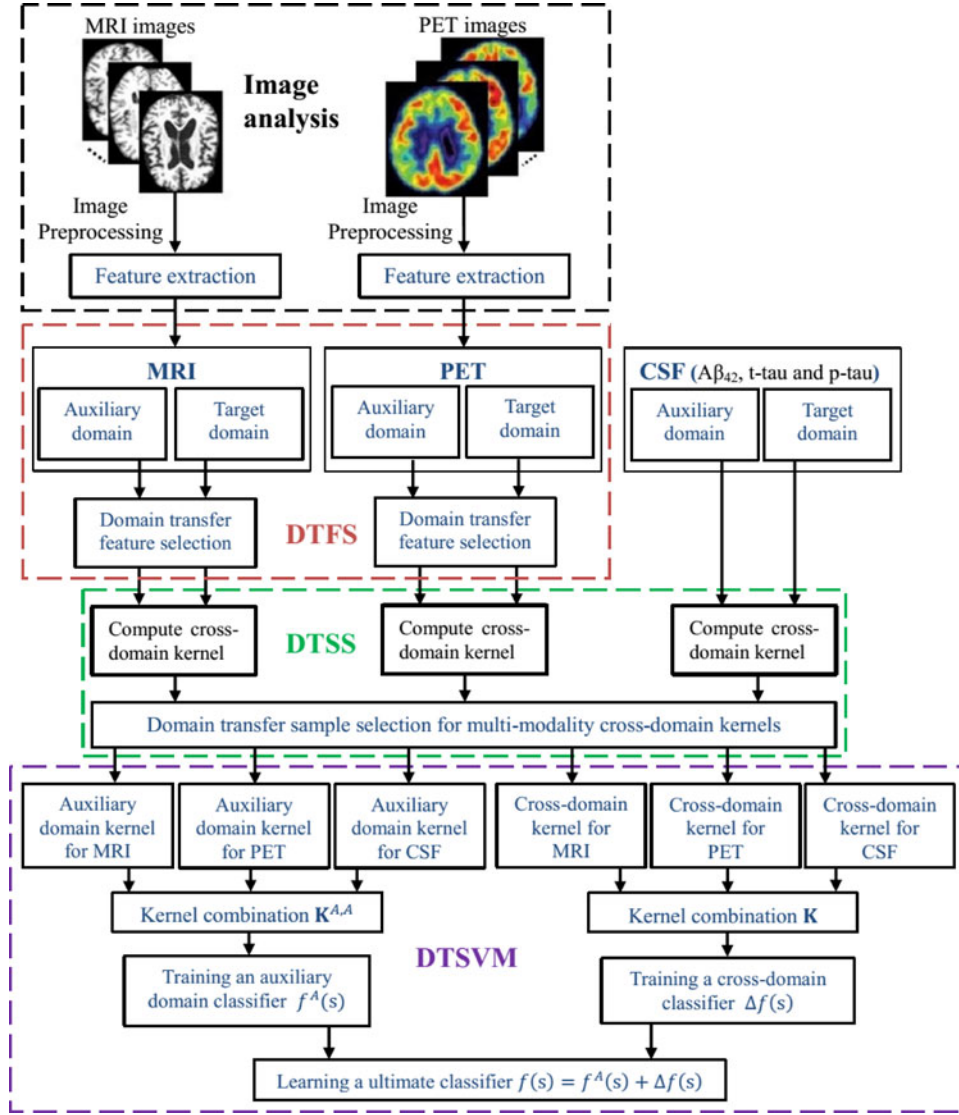 MRI images
PET images
Image
analysis
Image
Preprocessing
Image
Preprocessing
Feature extraction
Feature extraction
MRI
Auxiliary
domain
Target
domain
PET
Auxiliary
domain
Target
domain
CSF (Aβ₄₂, t-tau and p-tau)
Auxiliary
domain
Target
domain
Domain transfer
feature selection
DTFS
Domain transfer
feature selection
Compute cross-
domain kernel
DTSS
Compute cross-
domain kernel
Compute cross-
domain kernel
Domain transfer sample selection for multi-modality cross-domain kernels
Auxiliary
domain kernel
for MRI
Auxiliary
domain kernel
for PET
Auxiliary
domain kernel
for CSF
Cross-domain
kernel for
MRI
Cross-domain
kernel for
PET
Cross-domain
kernel for
CSF
Kernel combination K^{A,A}
Kernel combination K
DTSVM
Training an auxiliary
domain classifier f^A(s)
Training a cross-domain
classifier Δf(s)
Learning a ultimate classifier f(s) = f^A(s) + Δf(s)